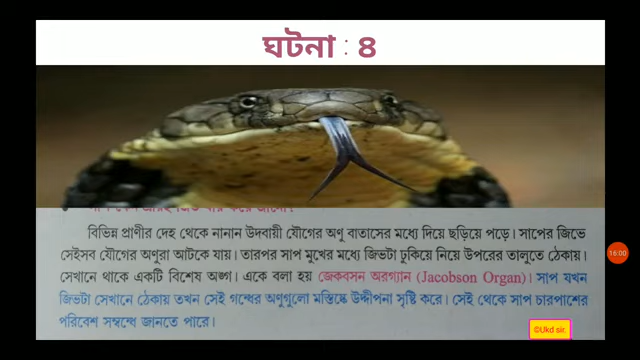 ঘটনা : ৪
বিভিন্ন প্রাণীর দেহ থেকে নানান উদবায়ী যৌগের অণু বাতাসের মধ্যে দিয়ে ছড়িয়ে পড়ে। সাপের জিভে
সেইসব যৌগের অণুরা আটকে যায়। তারপর সাপ মুখের মধ্যে জিভটা ঢুকিয়ে নিয়ে উপরের তালুতে ঠেকায়।
সেখানে থাকে একটি বিশেষ অঙ্গ। একে বলা হয় জেকবসন অরগ্যান (Jacobson Organ)। সাপ যখন
জিভটা সেখানে ঠেকায় তখন সেই গন্ধের অণুগুলো মস্তিষ্কে উদ্দীপনা সৃষ্টি করে। সেই থেকে সাপ চারপাশের
পরিবেশ সম্বন্ধে জানতে পারে।
16:00
©Ukd sir.